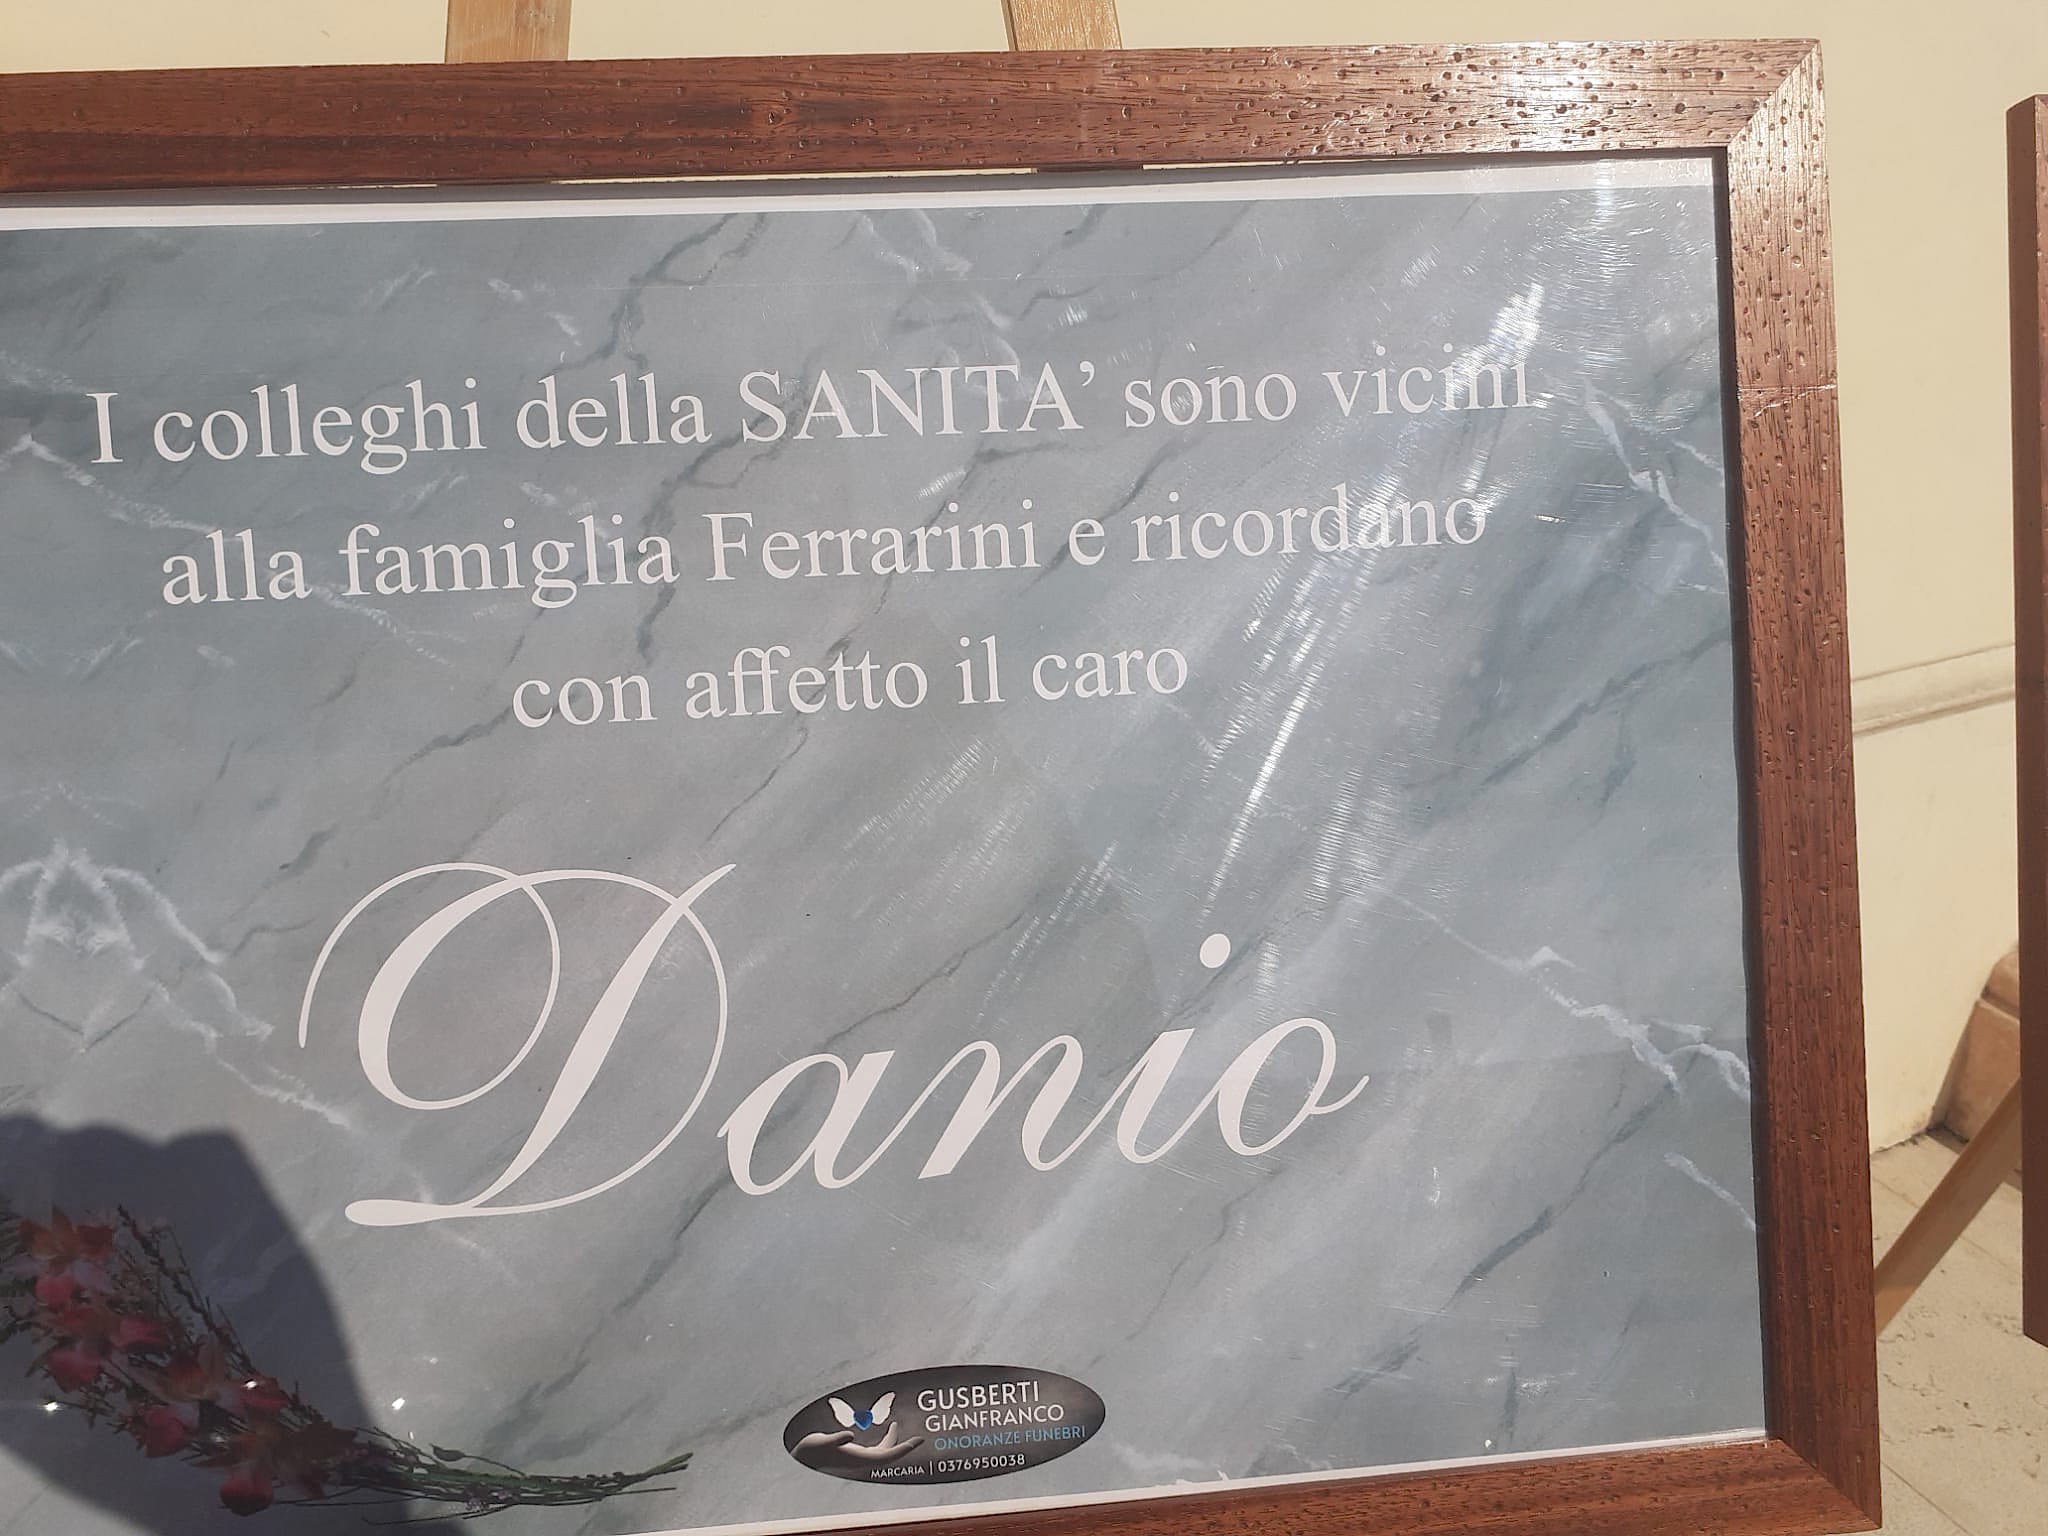 I colleghi della SANITA' sono vicini
alla famiglia Ferrarini e ricordano
con affetto il caro
Danio
GUSBERTI
GIANFRANCO
ONORANZE FUNEBRI
MARCARIA | 0376950038